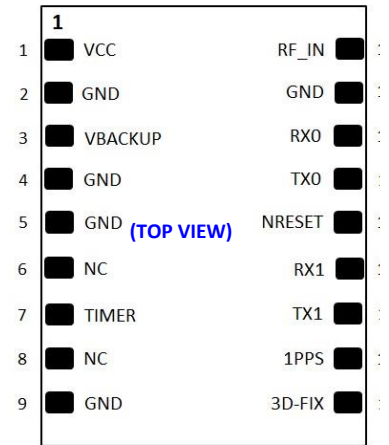 1
1 VCC RF_IN 1
2 GND GND
3 VBACKUP RX0
4 GND TX0
5 GND (TOP VIEW) NRESET
6 NC RX1
7 TIMER TX1
8 NC 1PPS
9 GND 3D-FIX